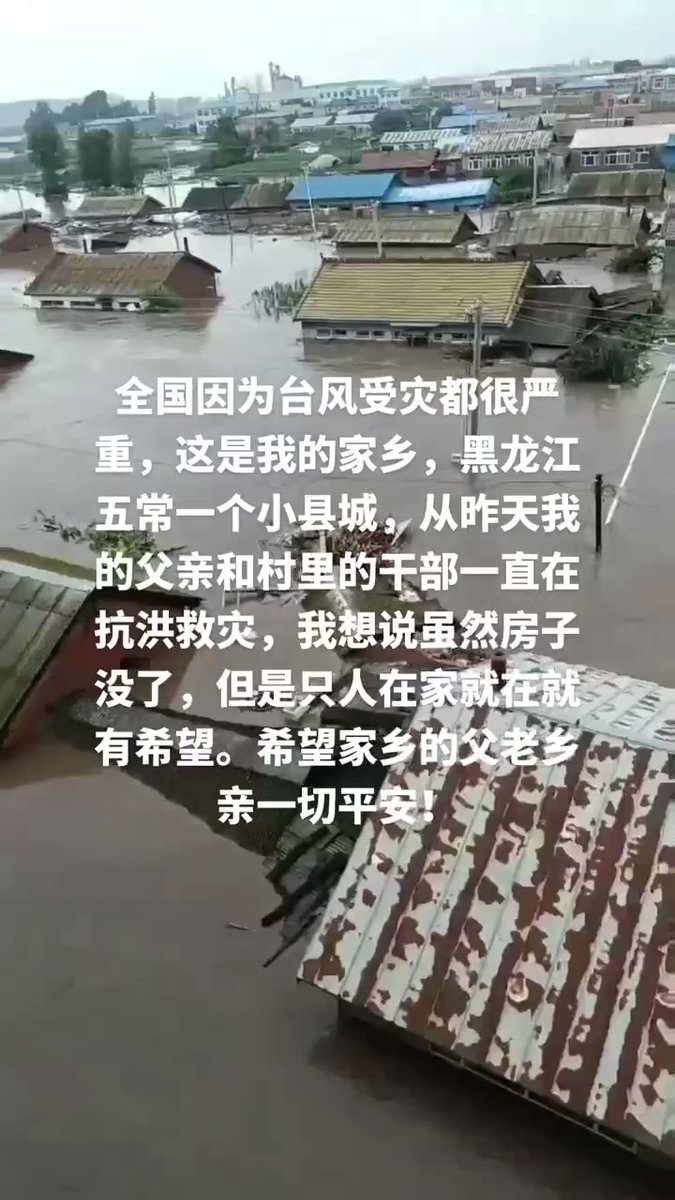 全国因为台风受灾都很严
重，这是我的家乡，黑龙江
五常一个小县城，从昨天我
的父亲和村里的干部一直在
抗洪救灾，我想说虽然房子
没了，但是只人在家就在就
有希望。希望家乡的父老乡
亲一切平安！